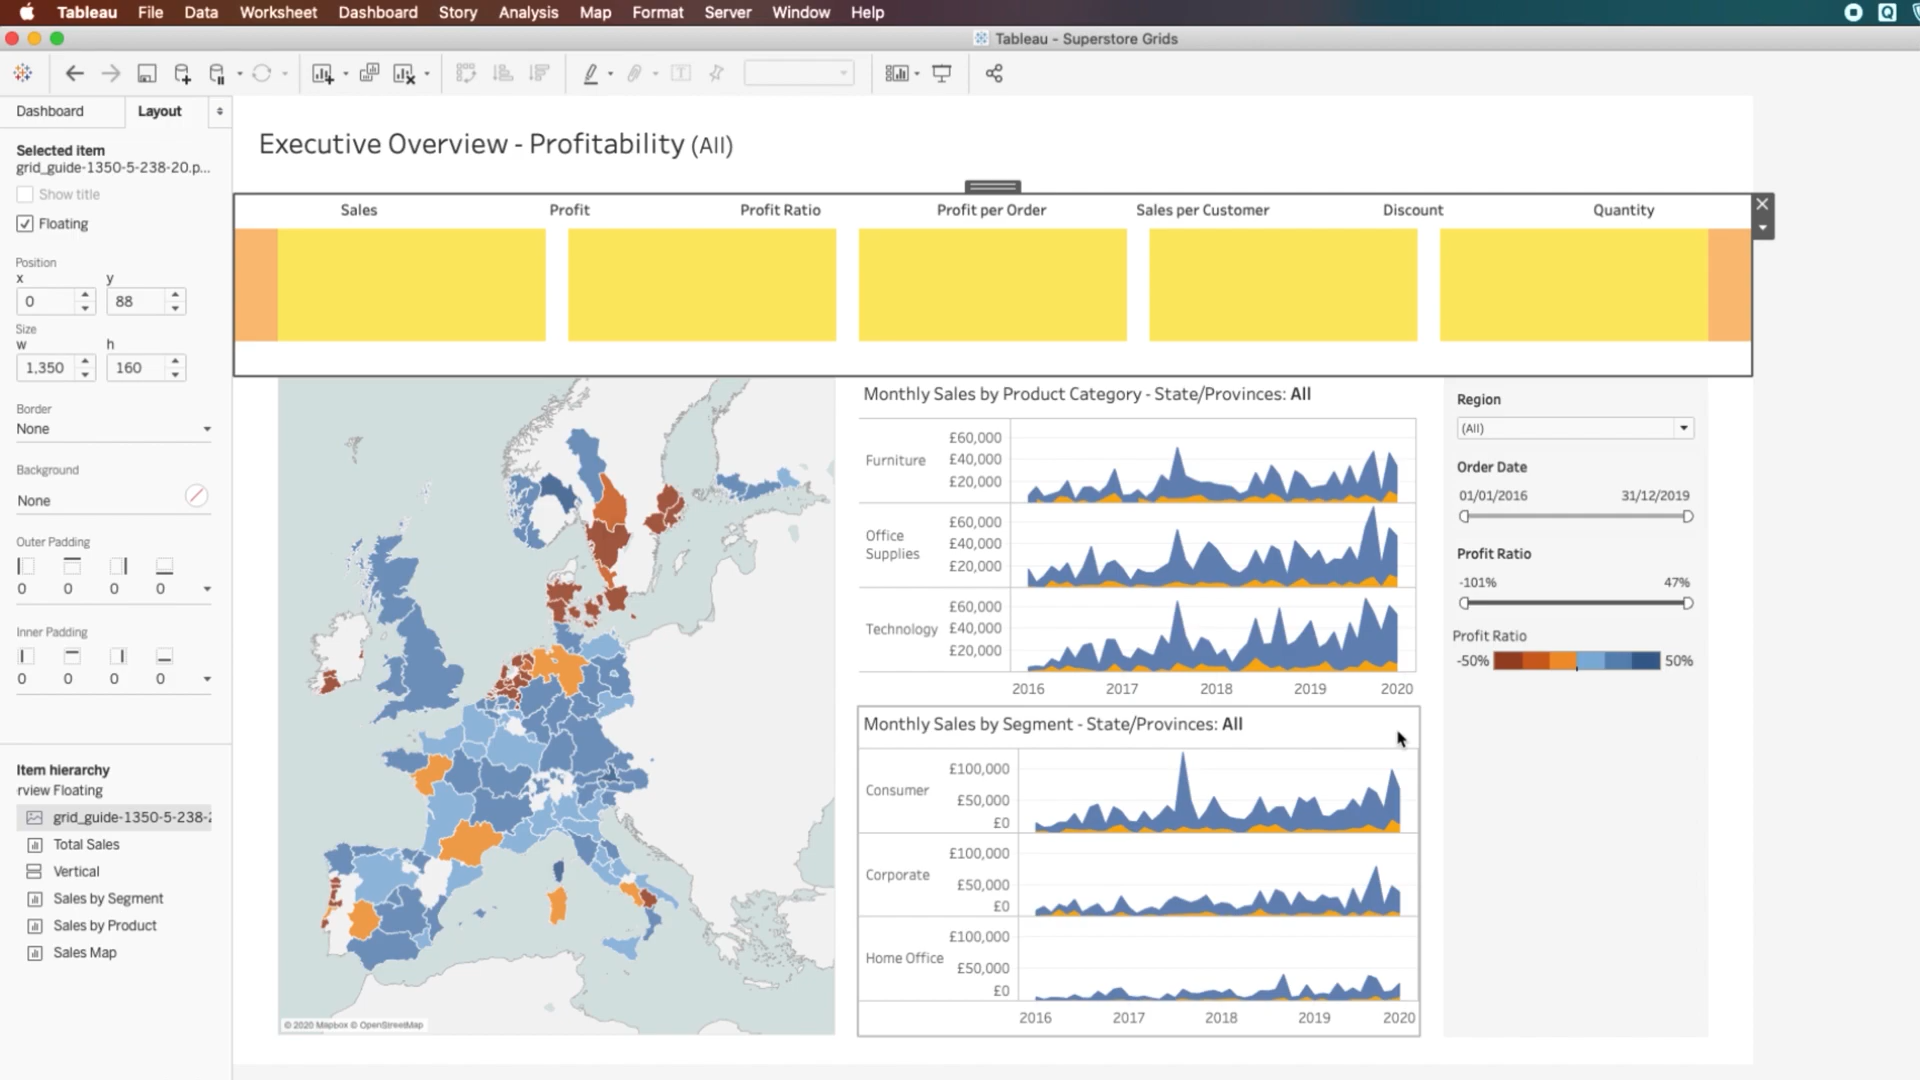 Tableau File Data Worksheet Dashboard Story Analysis Map Format Server Window Help
Tableau - Superstore Grids
Dashboard Layout
Selected item
grid_guide-1350-5-238-20.p...
Show title
Floating
Position
x y
0 88
Size
w h
1,350 160
Border
None
Background
None
Outer Padding
0 0 0 0
Inner Padding
0 0 0 0
Item hierarchy
rview Floating
grid_guide-1350-5-238-2
Total Sales
Vertical
Sales by Segment
Sales by Product
Sales Map
Executive Overview - Profitability (All)
Sales Profit Profit Ratio Profit per Order Sales per Customer Discount Quantity
© 2020 Mapbox © OpenStreetMap
Monthly Sales by Product Category - State/Provinces: All
Furniture
£60,000
£40,000
£20,000
Office
Supplies
£60,000
£40,000
£20,000
Technology
£60,000
£40,000
£20,000
2016 2017 2018 2019 2020
Monthly Sales by Segment - State/Provinces: All
Consumer
£100,000
£50,000
£0
Corporate
£100,000
£50,000
£0
Home Office
£100,000
£50,000
£0
2016 2017 2018 2019 2020
Region
(All)
Order Date
01/01/2016 31/12/2019
Profit Ratio
-101% 47%
Profit Ratio
-50% 50%